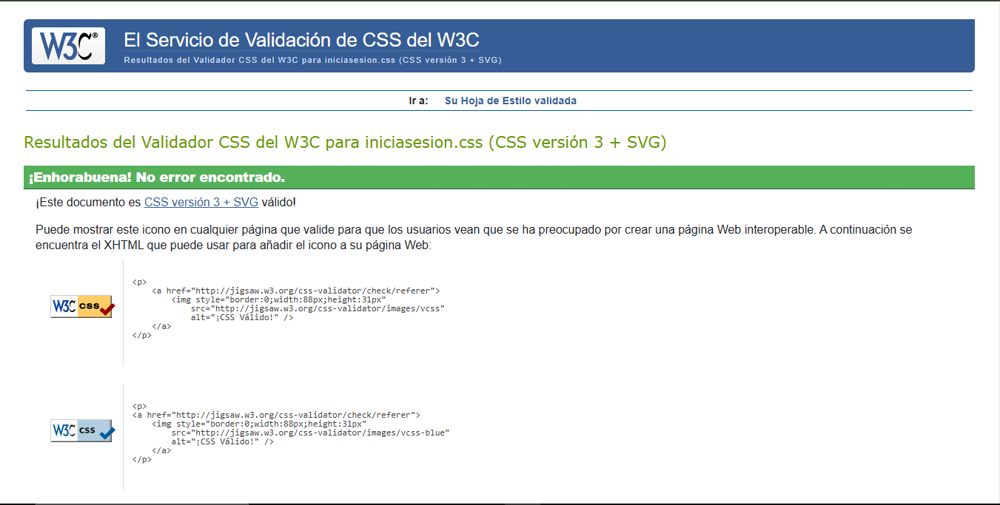 W3C®
El Servicio de Validación de CSS del W3C
Resultados del Validador CSS del W3C para iniciasesion.css (CSS versión 3 + SVG)
Ir a: Su Hoja de Estilo validada
Resultados del Validador CSS del W3C para iniciasesion.css (CSS versión 3 + SVG)
¡Enhorabuena! No error encontrado.
¡Este documento es CSS versión 3 + SVG válido!
Puede mostrar este icono en cualquier página que valide para que los usuarios vean que se ha preocupado por crear una página Web interoperable. A continuación se
encuentra el XHTML que puede usar para añadir el icono a su página Web:
W3C css
<p>
    <a href="http://jigsaw.w3.org/css-validator/check/referer">
        <img style="border:0;width:88px;height:31px"
            src="http://jigsaw.w3.org/css-validator/images/vcss"
            alt="¡CSS Válido!" />
    </a>
</p>
W3C css
<p>
<a href="http://jigsaw.w3.org/css-validator/check/referer">
    <img style="border:0;width:88px;height:31px"
        src="http://jigsaw.w3.org/css-validator/images/vcss-blue"
        alt="¡CSS Válido!" />
    </a>
</p>